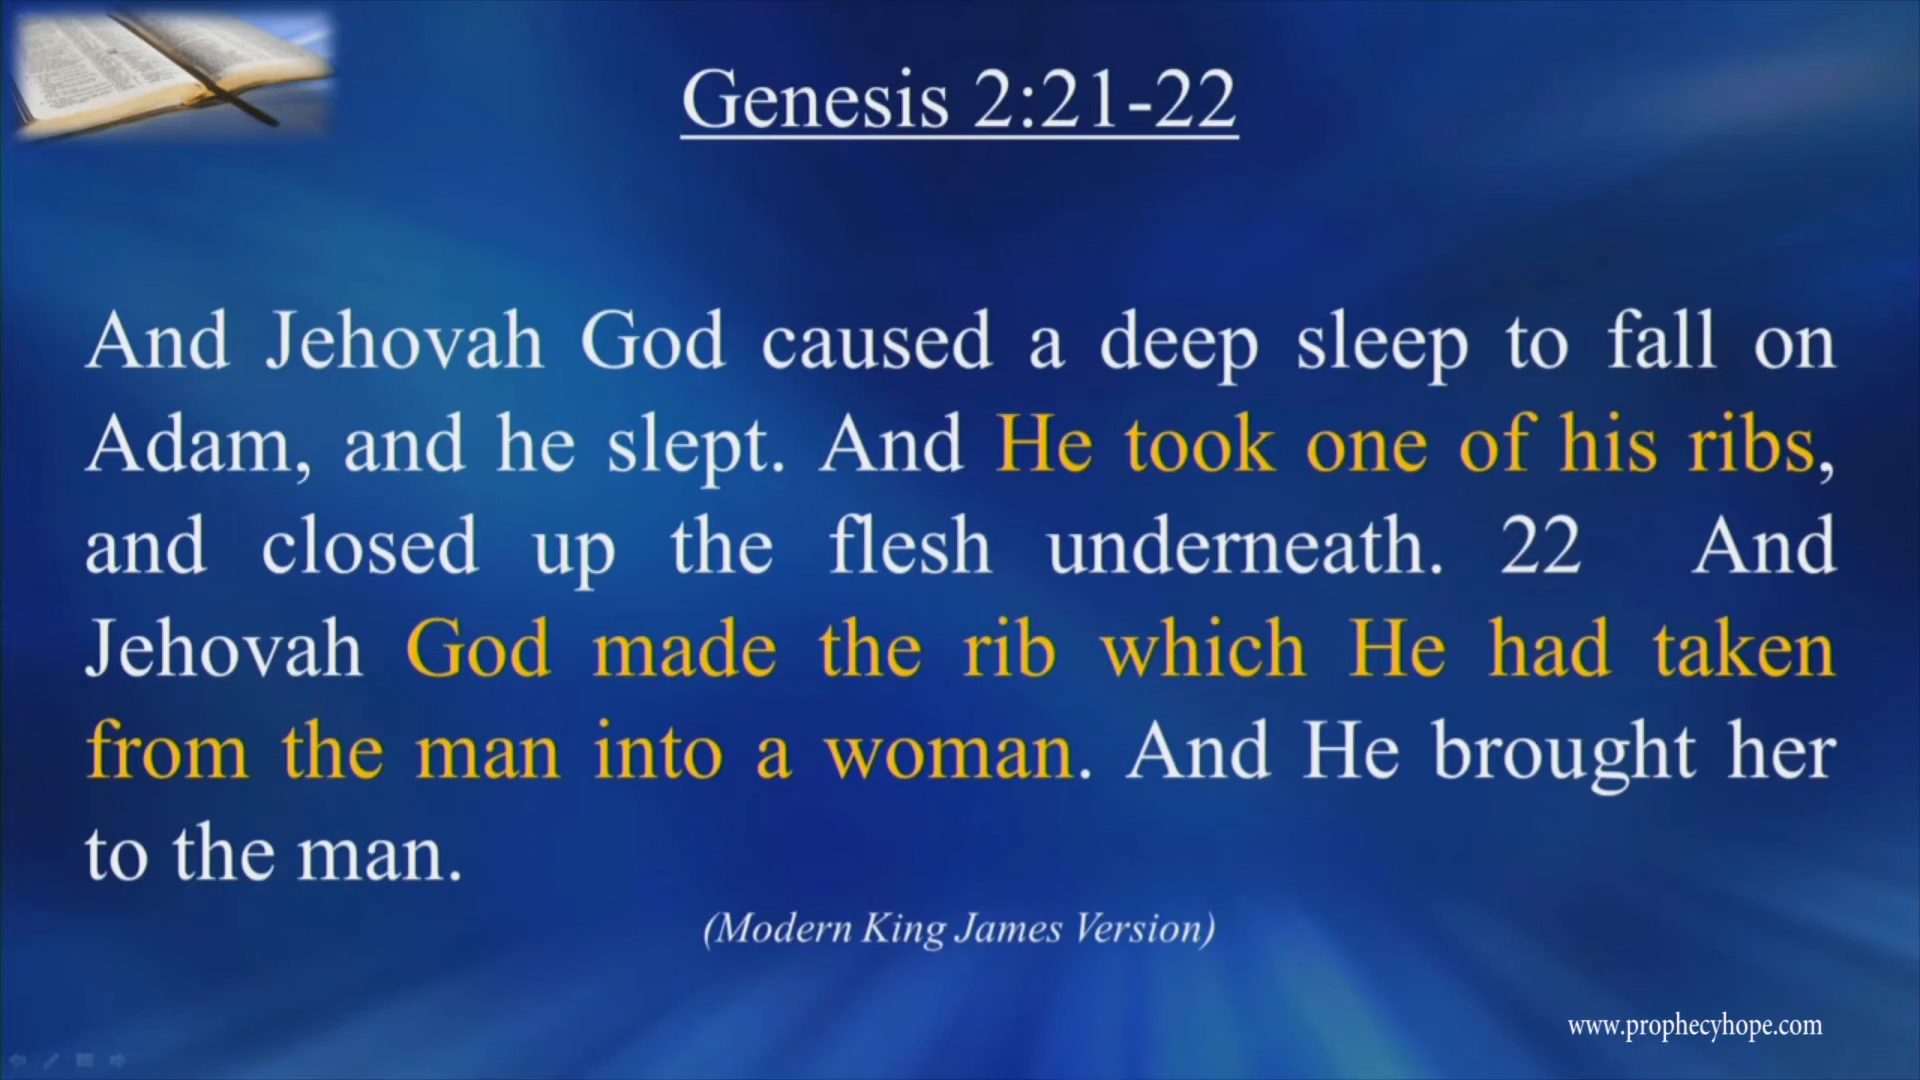 Genesis 2:21-22
And Jehovah God caused a deep sleep to fall on
Adam, and he slept. And He took one of his ribs,
and closed up the flesh underneath. 22 And
Jehovah God made the rib which He had taken
from the man into a woman. And He brought her
to the man.
(Modern King James Version)
www.prophecyhope.com